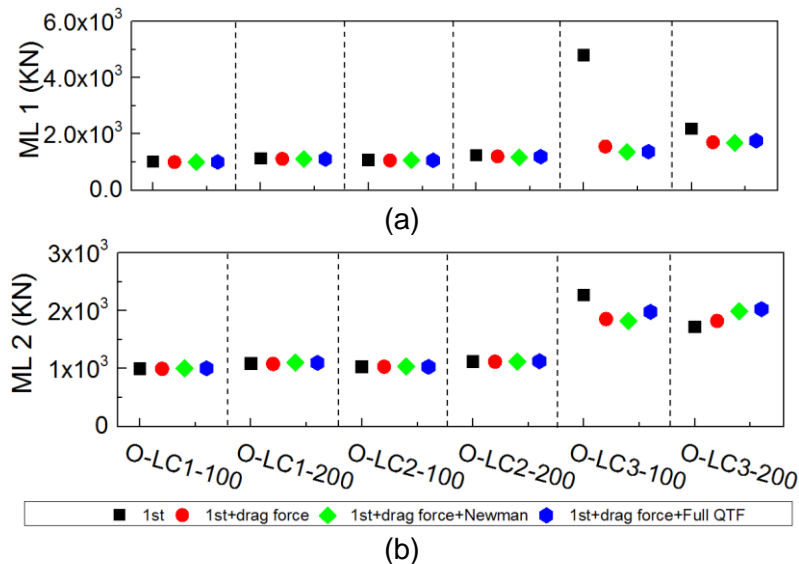 6.0x10³
4.0x10³
2.0x10³
0.0
ML 1 (KN)
(a)
3x10³
2x10³
1x10³
0
ML 2 (KN)
O-LC1-100 O-LC1-200 O-LC2-100 O-LC2-200 O-LC3-100 O-LC3-200
1st 1st+drag force 1st+drag force+Newman 1st+drag force+Full QTF
(b)